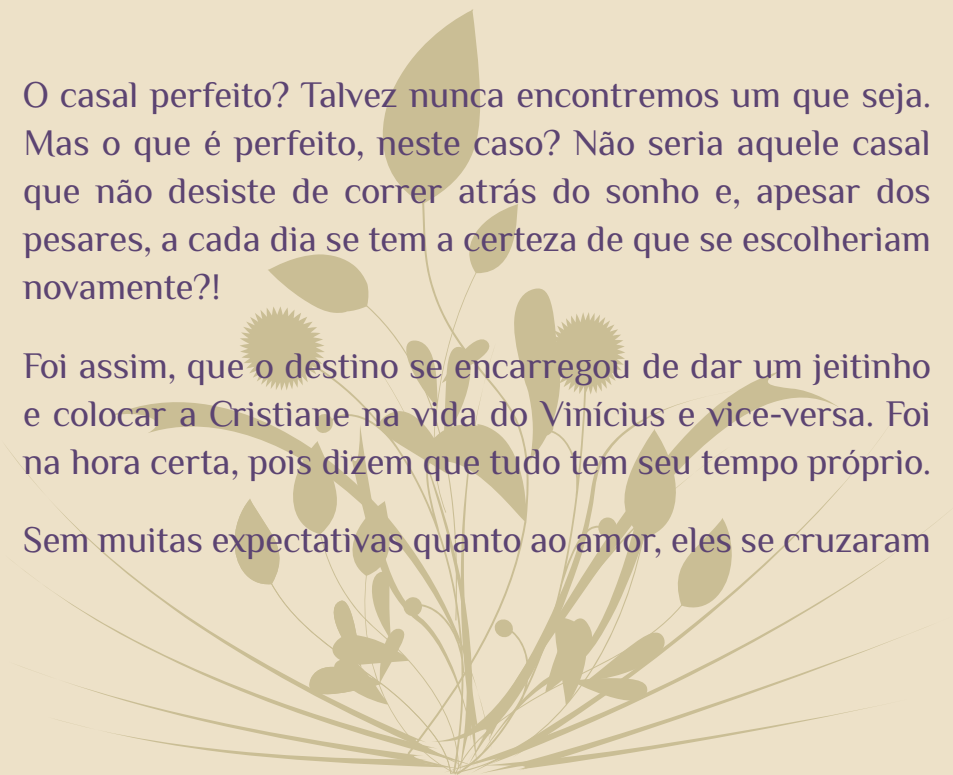 O casal perfeito? Talvez nunca encontremos um que seja.
Mas o que é perfeito, neste caso? Não seria aquele casal
que não desiste de correr atrás do sonho e, apesar dos
pesares, a cada dia se tem a certeza de que se escolheriam
novamente?!
Foi assim, que o destino se encarregou de dar um jeitinho
e colocar a Cristiane na vida do Vinícius e vice-versa. Foi
na hora certa, pois dizem que tudo tem seu tempo próprio.
Sem muitas expectativas quanto ao amor, eles se cruzaram